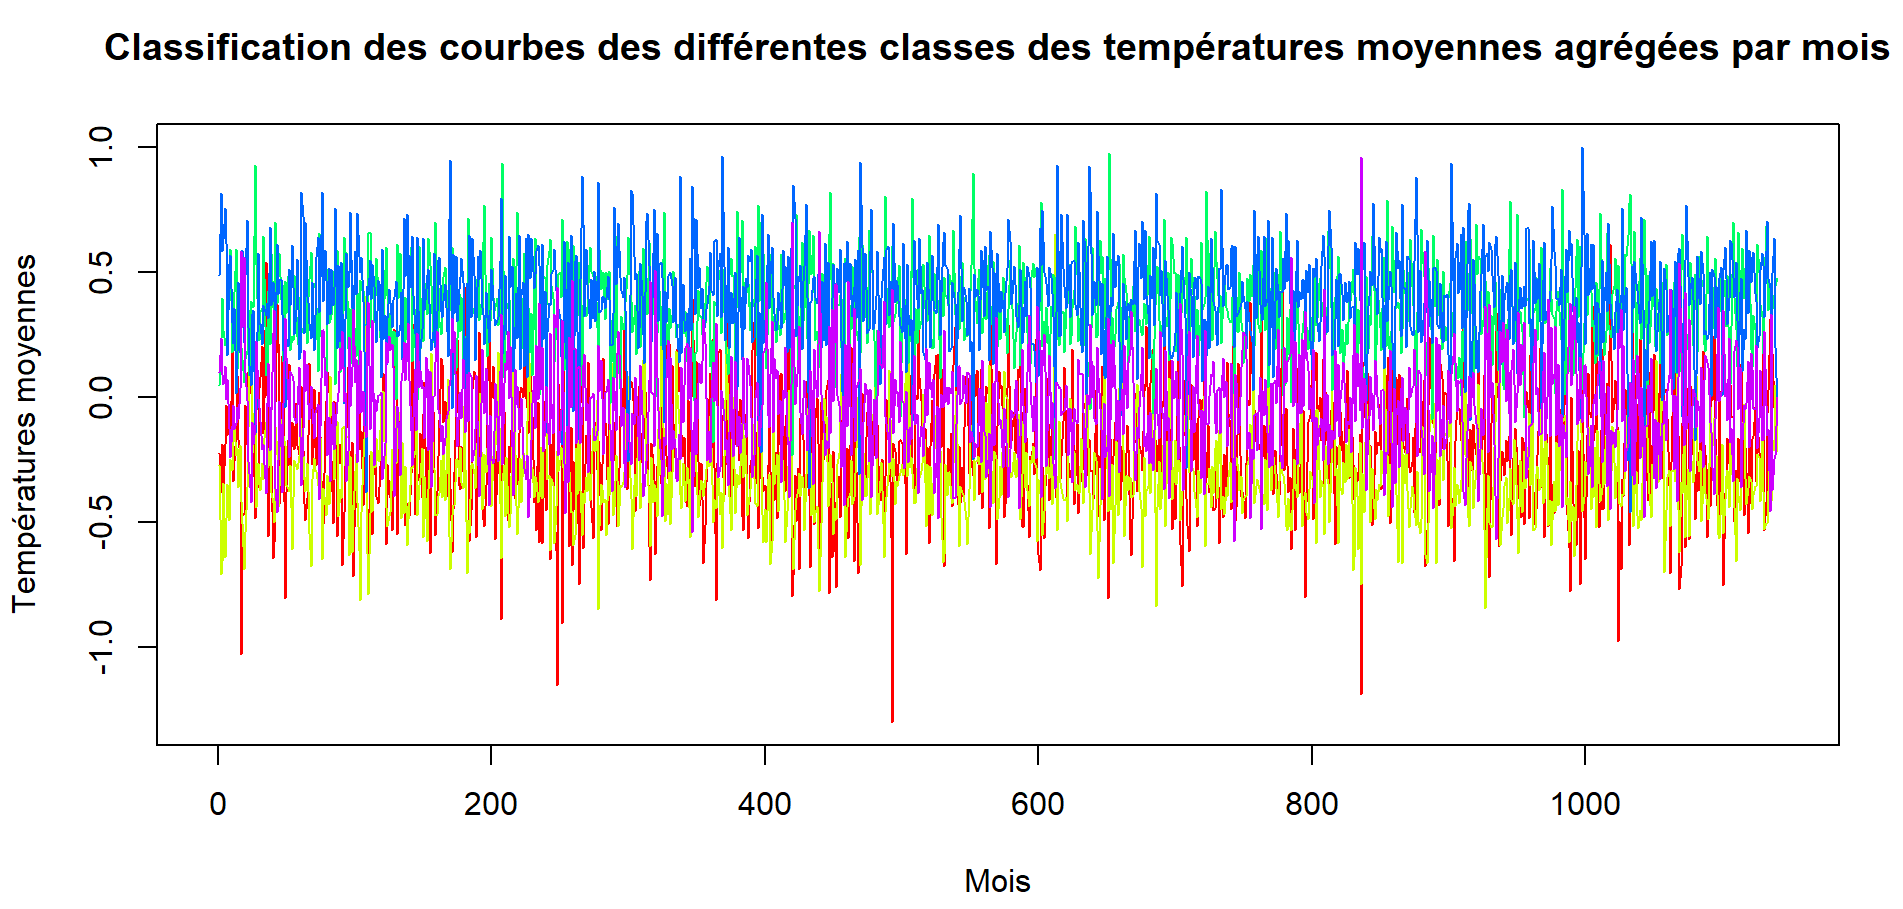 Classification des courbes des différentes classes des températures moyennes agrégées par mois
Températures moyennes
1.0
0.5
0.0
-0.5
-1.0
0 200 400 600 800 1000
Mois